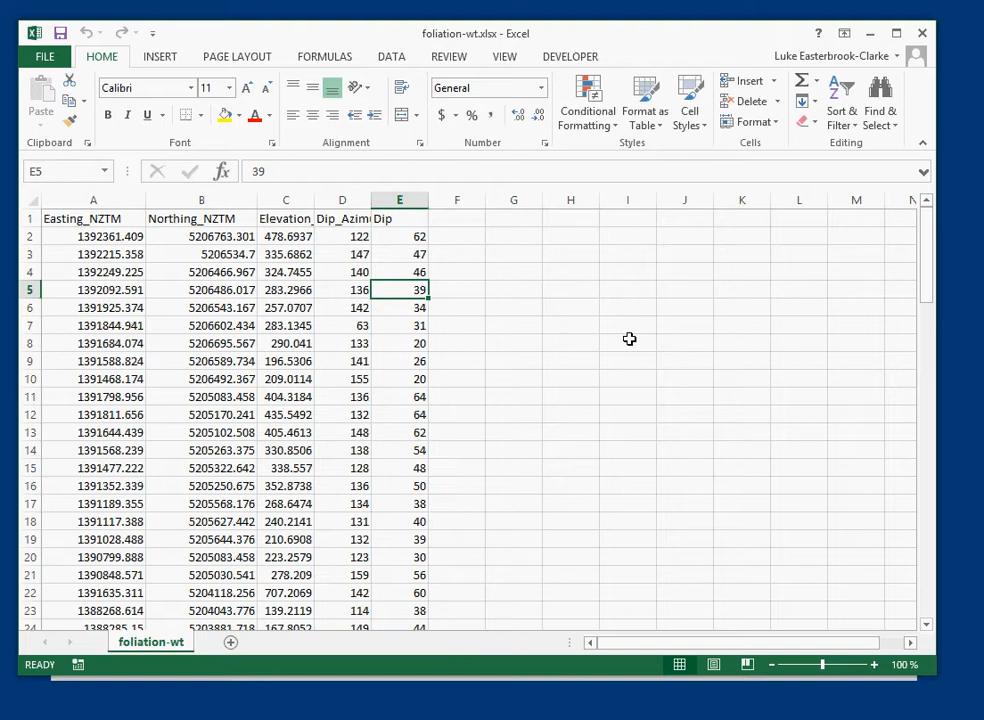 foliation-wt.xlsx - Excel
FILE HOME INSERT PAGE LAYOUT FORMULAS DATA REVIEW VIEW DEVELOPER Luke Easterbrook-Clarke
Paste Calibri 11 General Conditional Formatting Format as Table Cell Styles Insert Delete Format Sort & Filter Find & Select
Clipboard Font Alignment Number Styles Cells Editing
E5 fx 39
A B C D E F G H I J K L M N
1 Easting_NZTM Northing_NZTM Elevation_ Dip_Azim Dip
2 1392361.409 5206763.301 478.6937 122 62
3 1392215.358 5206534.7 335.6862 147 47
4 1392249.225 5206466.967 324.7455 140 46
5 1392092.591 5206486.017 283.2966 136 39
6 1391925.374 5206543.167 257.0707 142 34
7 1391844.941 5206602.434 283.1345 63 31
8 1391684.074 5206695.567 290.041 133 20
9 1391588.824 5206589.734 196.5306 141 26
10 1391468.174 5206492.367 209.0114 155 20
11 1391798.956 5205083.458 404.3184 136 64
12 1391811.656 5205170.241 435.5492 132 64
13 1391644.439 5205102.508 405.4613 148 62
14 1391568.239 5205263.375 330.8506 138 54
15 1391477.222 5205322.642 338.557 128 48
16 1391352.339 5205250.675 352.8738 136 50
17 1391189.355 5205568.176 268.6474 134 38
18 1391117.388 5205627.442 240.2141 131 40
19 1391028.488 5205644.376 210.6908 132 39
20 1390799.888 5205083.458 223.2579 123 30
21 1390848.571 5205030.541 278.209 159 56
22 1391635.311 5204118.256 707.2069 142 60
23 1388268.614 5204043.776 139.2119 114 38
24 1388285.15 5203881.718 167.8052 149 44
foliation-wt
READY 100 %